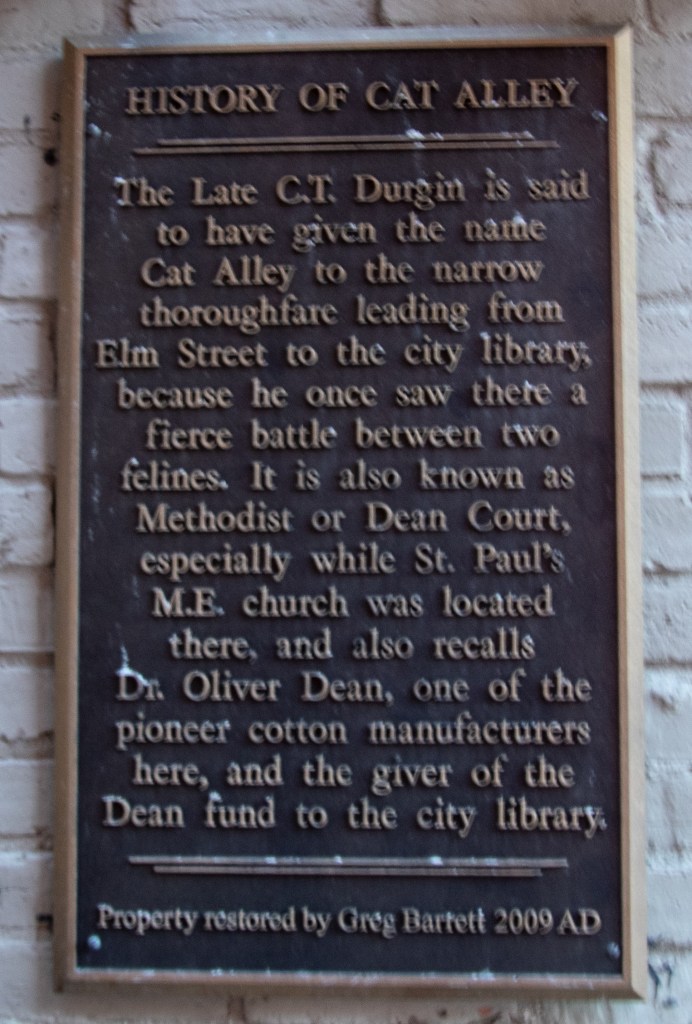 HISTORY OF CAT ALLEY
The Late C.T. Durgin is said
to have given the name
Cat Alley to the narrow
thoroughfare leading from
Elm Street to the city library,
because he once saw there a
fierce battle between two
felines. It is also known as
Methodist or Dean Court,
especially while St. Paul's
M.E. church was located
there, and also recalls
Dr. Oliver Dean, one of the
pioneer cotton manufacturers
here, and the giver of the
Dean fund to the city library.
Property restored by Greg Barrett 2009 AD